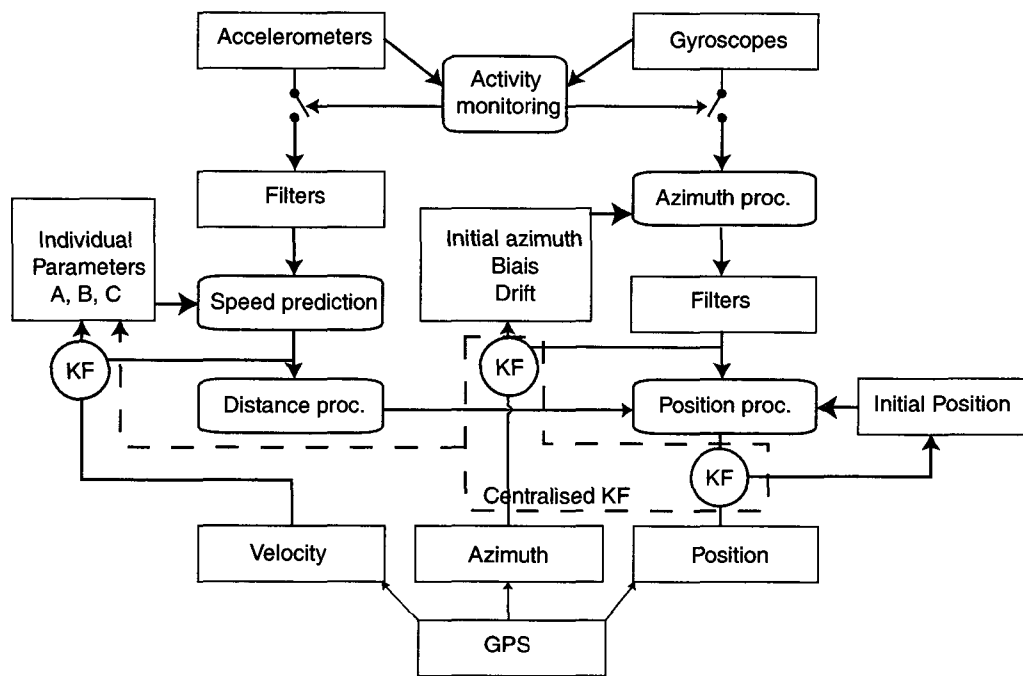 Accelerometers
Gyroscopes
Activity
monitoring
Filters
Azimuth proc.
Individual
Parameters
A, B, C
Initial azimuth
Biais
Drift
Speed prediction
Filters
KF
KF
Distance proc.
Position proc.
Initial Position
KF
Centralised KF
Velocity
Azimuth
Position
GPS